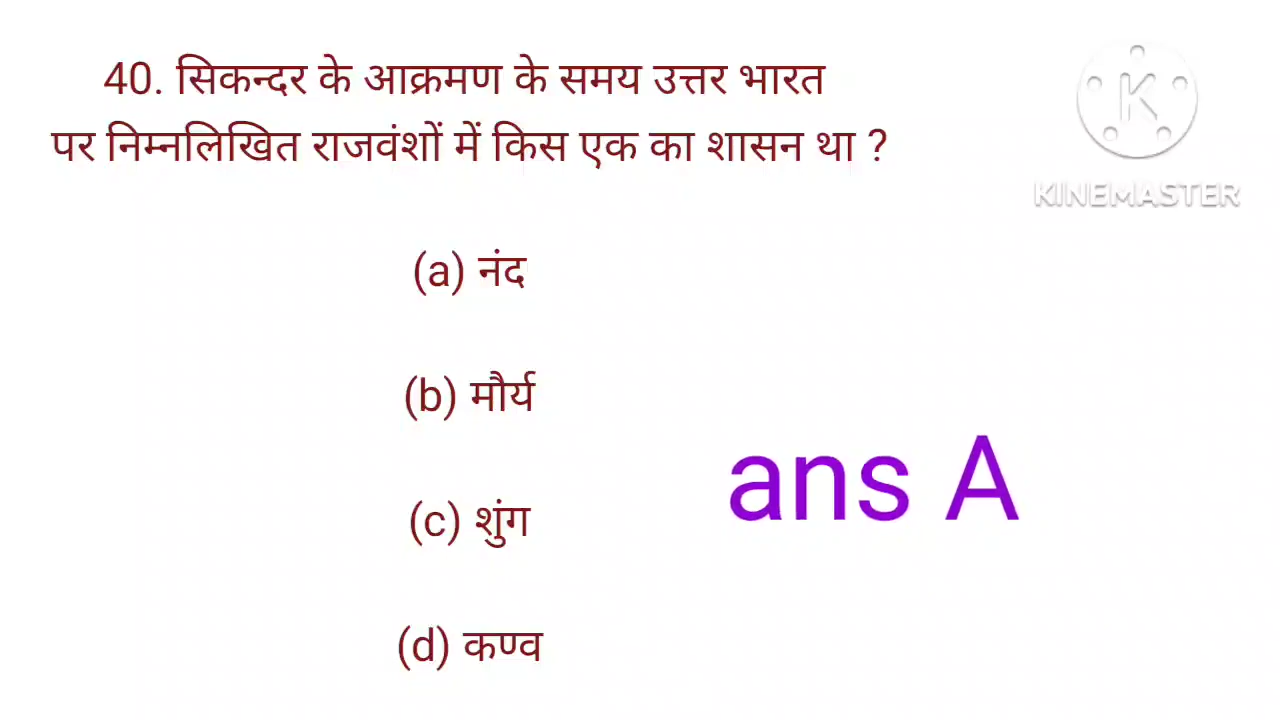 40. सिकन्दर के आक्रमण के समय उत्तर भारत
पर निम्नलिखित राजवंशों में किस एक का शासन था ?
K
KINEMASTER
(a) नंद
(b) मौर्य
(c) शुंग
(d) कण्व
ans A